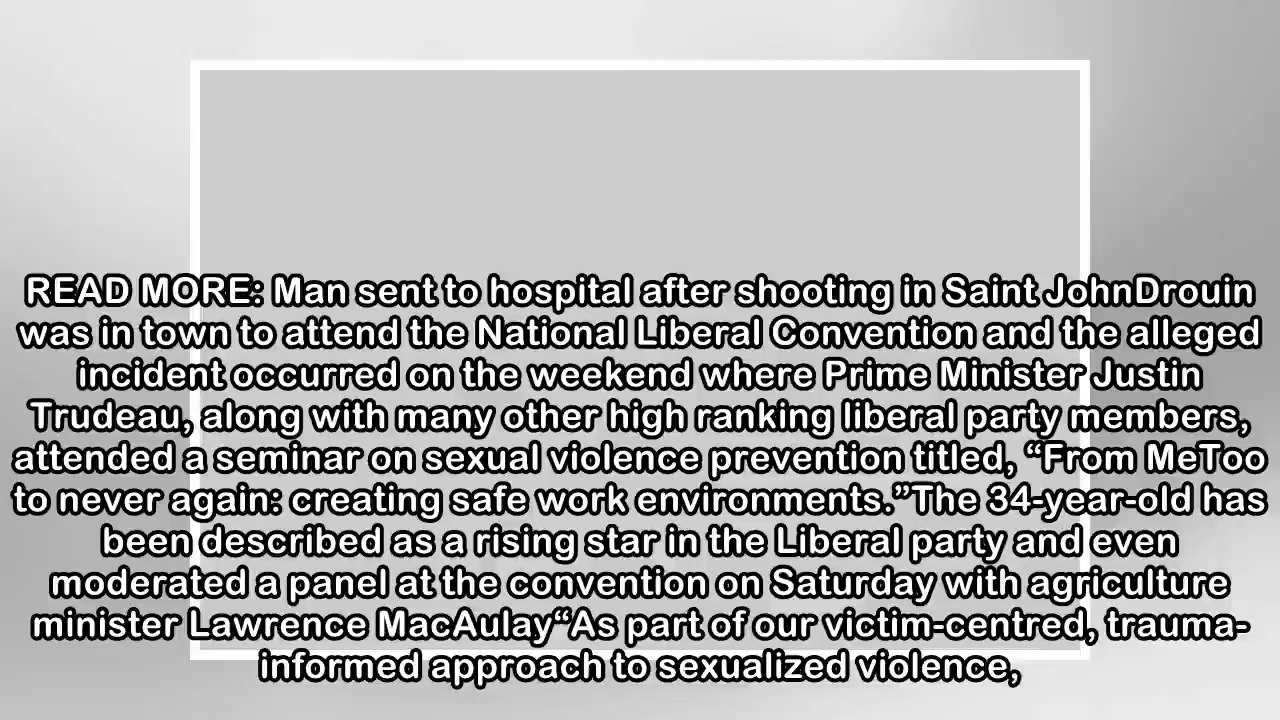 READ MORE: Man sent to hospital after shooting in Saint JohnDrouin
was in town to attend the National Liberal Convention and the alleged
incident occurred on the weekend where Prime Minister Justin
Trudeau, along with many other high ranking liberal party members,
attended a seminar on sexual violence prevention titled, “From MeToo
to never again: creating safe work environments.”The 34-year-old has
been described as a rising star in the Liberal party and even
moderated a panel at the convention on Saturday with agriculture
minister Lawrence MacAulay“As part of our victim-centred, trauma-
informed approach to sexualized violence,